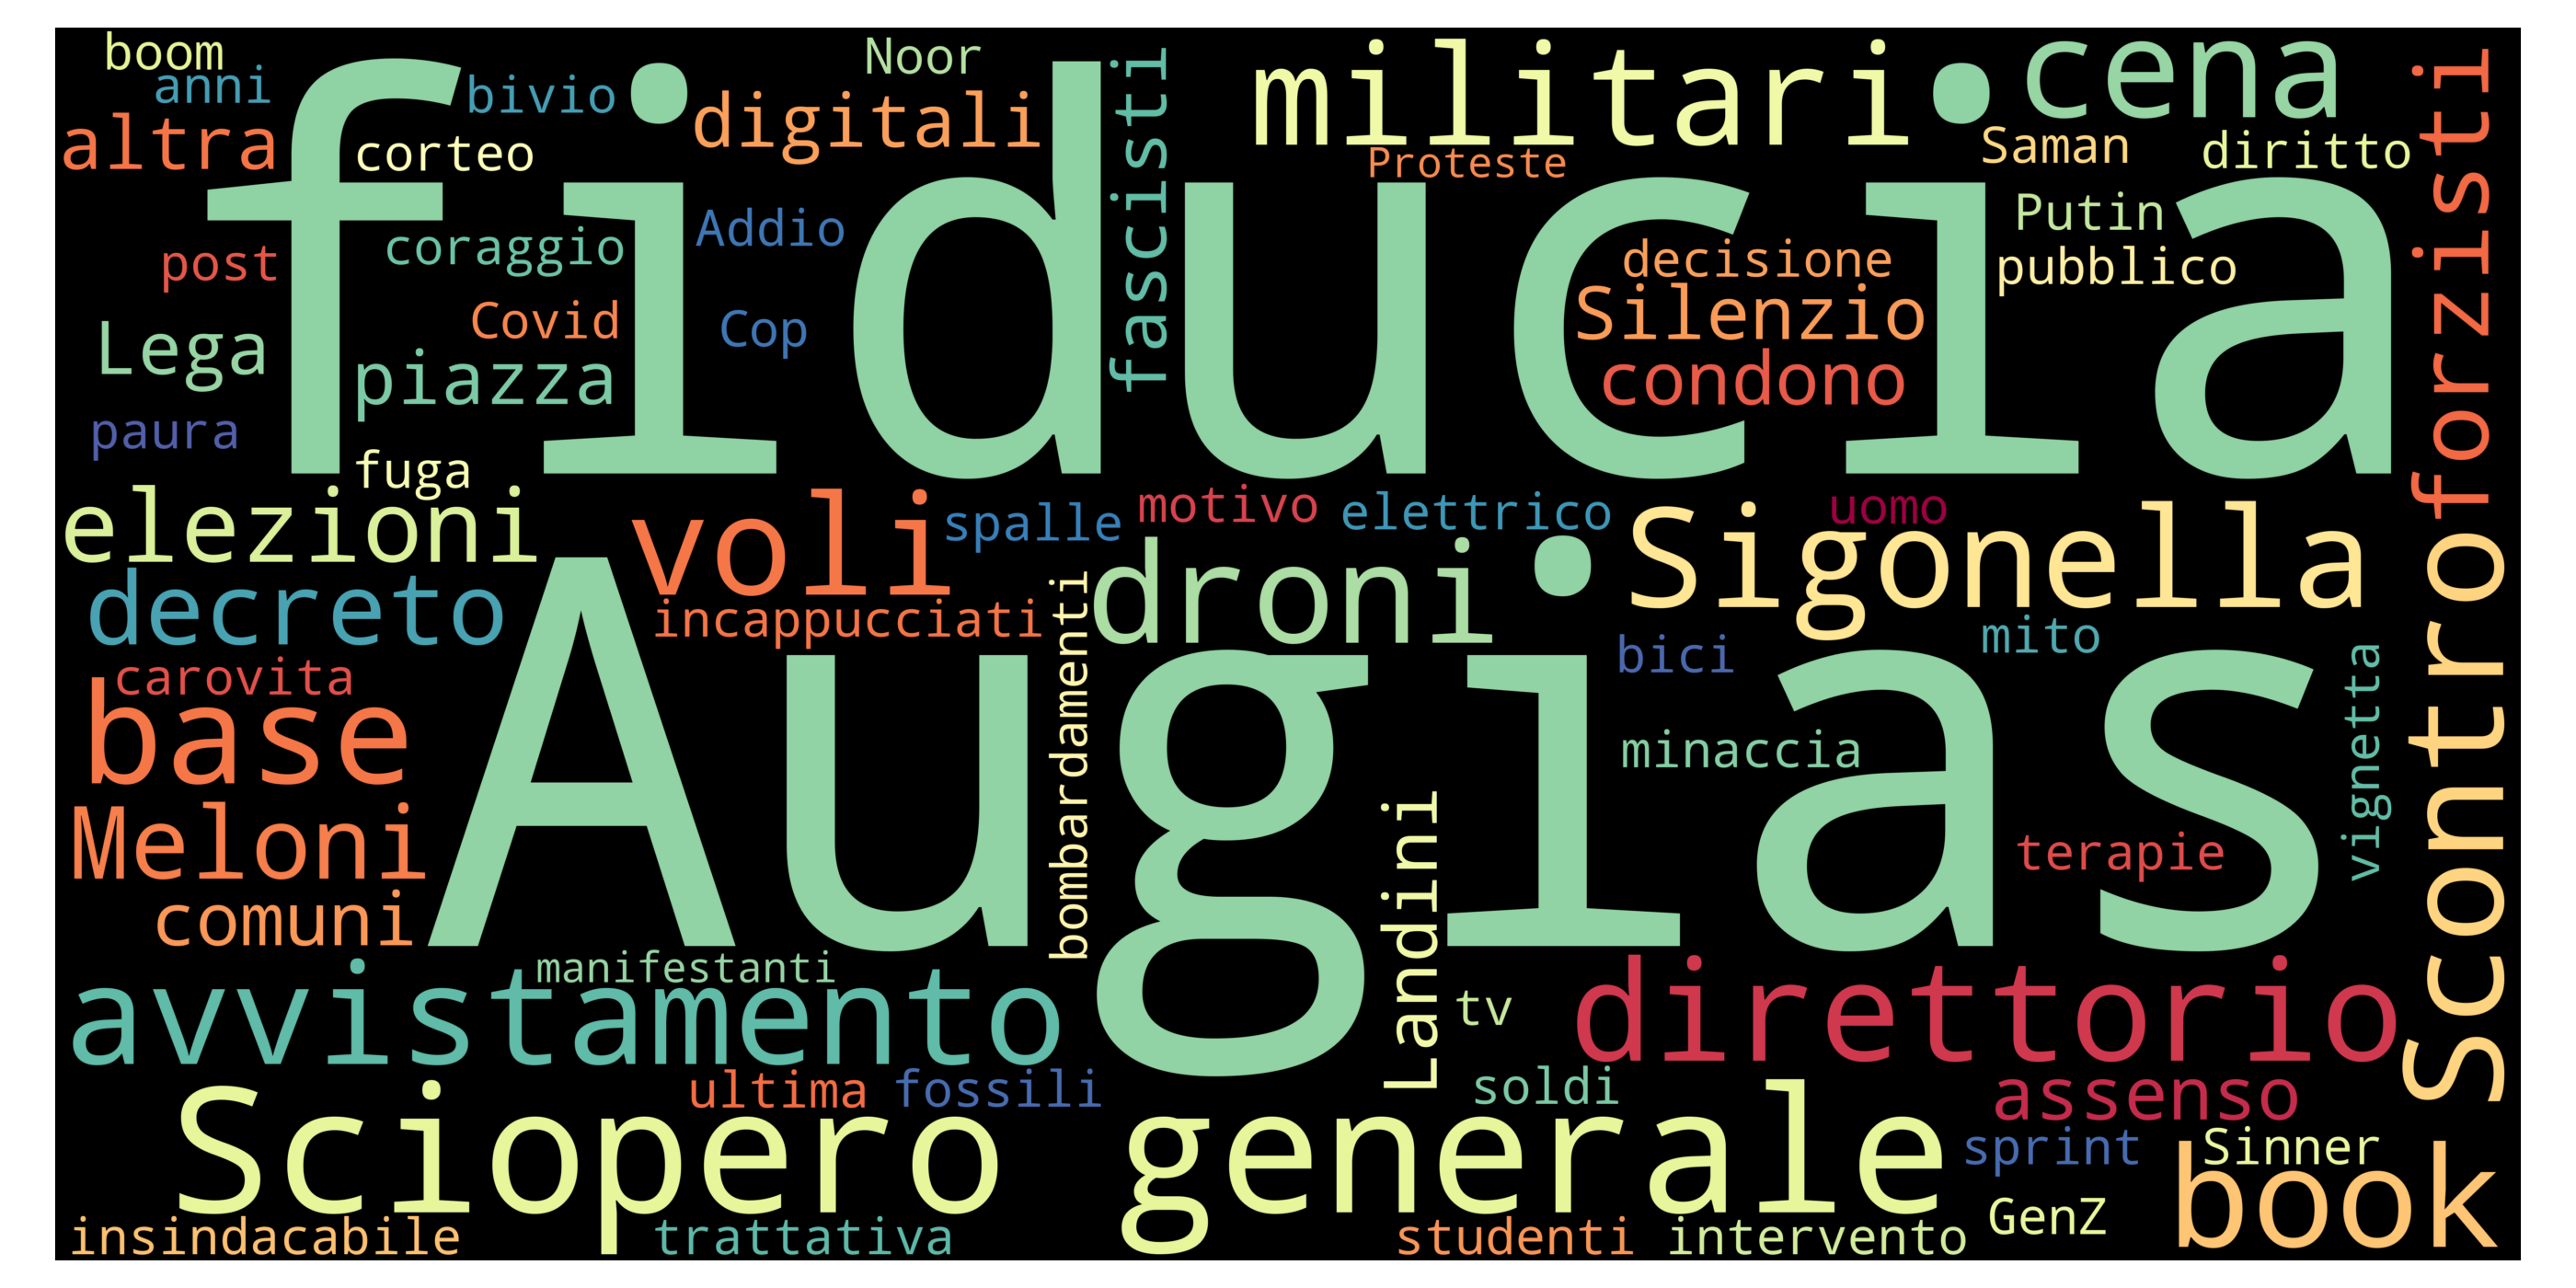 boom
anni
altra
bivio
corteo
digitali
Noor
fascisti
militari
Proteste
cena
Saman
diritto
forzisti
fiducia
post
coraggio
Addio
Putin
pubblico
decisione
Silenzio
condono
Lega
Covid
piazza
Cop
paura
fuga
elezioni
voli
spalle
motivo
elettrico
uomo
Sigonella
droni
decreto
incappucciati
bombardamenti
bici
mito
carovita
base
Augias
minaccia
vignetta
Scontro
Meloni
Landini
terapie
comuni
manifestanti
avvistamento
tv
direttorio
ultima
fossili
soldi
assenso
Sciopero generale
sprint
Sinner
book
GenZ
insindacabile
trattativa
studenti
intervento